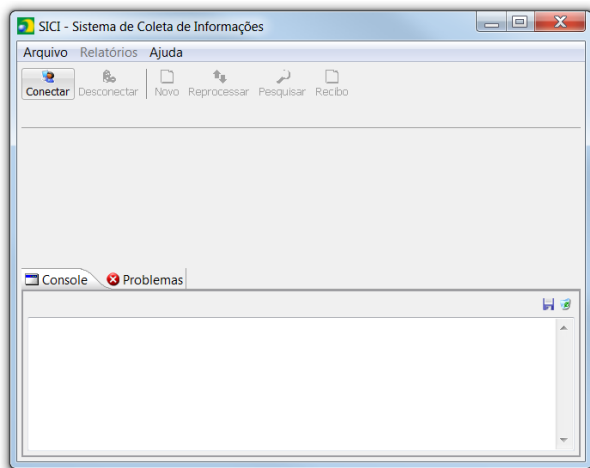 SICI - Sistema de Coleta de Informações
Arquivo Relatórios Ajuda
Conectar Desconectar Novo Reprocessar Pesquisar Recibo
Console Problemas